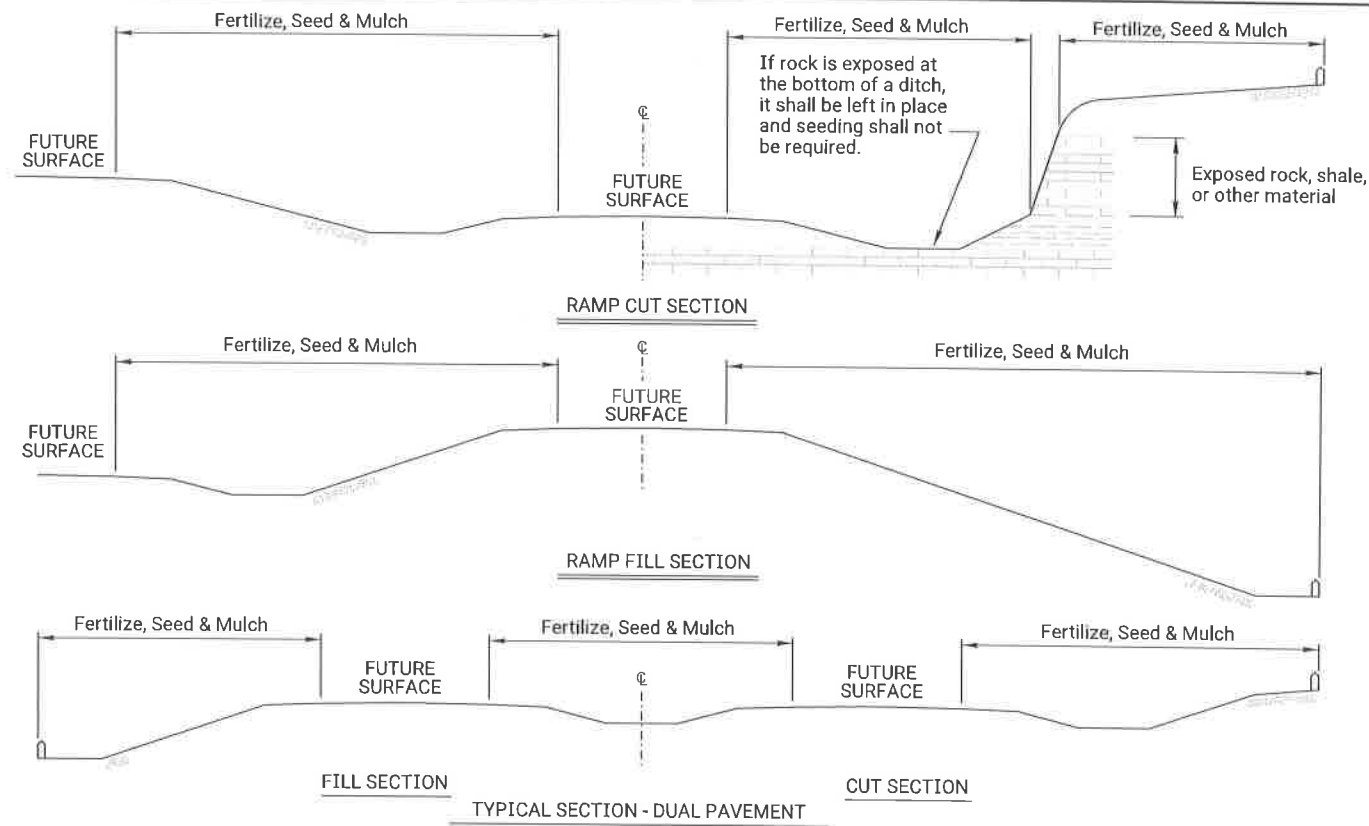 Fertilize, Seed & Mulch
Fertilize, Seed & Mulch
Fertilize, Seed & Mulch
If rock is exposed at
the bottom of a ditch,
it shall be left in place
and seeding shall not
be required.
℄
FUTURE
SURFACE
FUTURE
SURFACE
Exposed rock, shale,
or other material
RAMP CUT SECTION
Fertilize, Seed & Mulch
℄
Fertilize, Seed & Mulch
FUTURE
SURFACE
FUTURE
SURFACE
RAMP FILL SECTION
Fertilize, Seed & Mulch
Fertilize, Seed & Mulch
Fertilize, Seed & Mulch
FUTURE
SURFACE
℄
FUTURE
SURFACE
FILL SECTION
CUT SECTION
TYPICAL SECTION - DUAL PAVEMENT